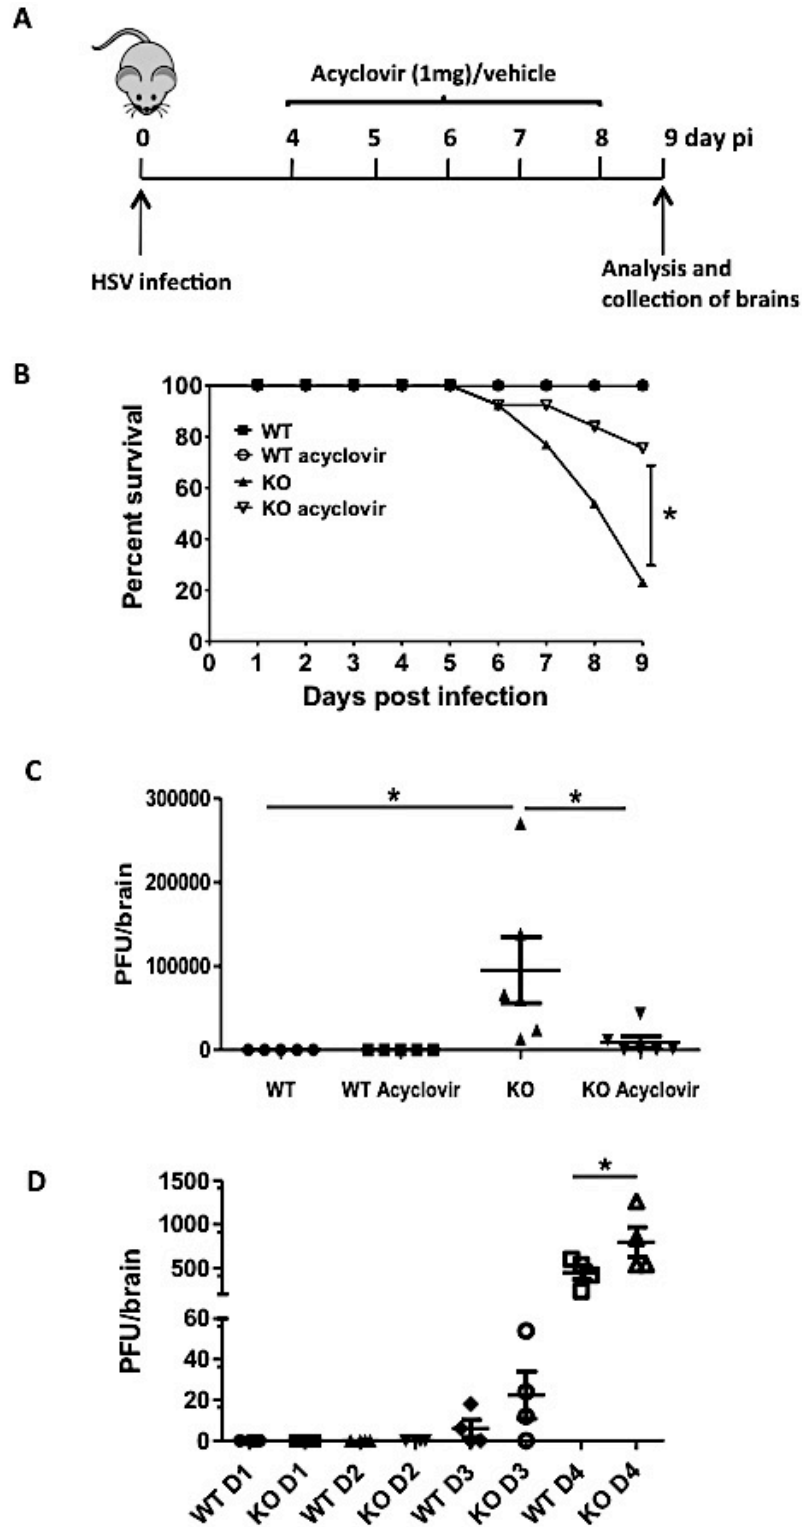 A
Acyclovir (1mg)/vehicle
0 4 5 6 7 8 9 day pi
HSV infection
Analysis and
collection of brains
B
Percent survival
100
80
60
40
20
0
WT
WT acyclovir
KO
KO acyclovir
*
0 1 2 3 4 5 6 7 8 9
Days post infection
C
PFU/brain
300000
200000
100000
0
* *
WT WT Acyclovir KO KO Acyclovir
D
PFU/brain
1500
1000
500
60
40
20
0
*
WT D1 KO D1 WT D2 KO D2 WT D3 KO D3 WT D4 KO D4